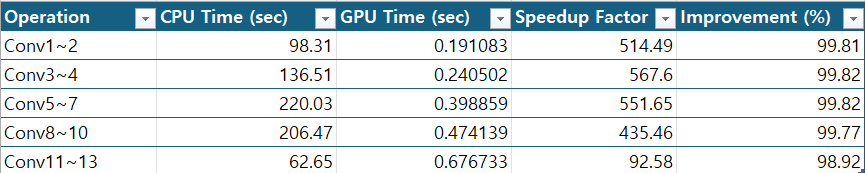 Operation CPU Time (sec) GPU Time (sec) Speedup Factor Improvement (%)
Conv1~2 98.31 0.191083 514.49 99.81
Conv3~4 136.51 0.240502 567.6 99.82
Conv5~7 220.03 0.398859 551.65 99.82
Conv8~10 206.47 0.474139 435.46 99.77
Conv11~13 62.65 0.676733 92.58 98.92